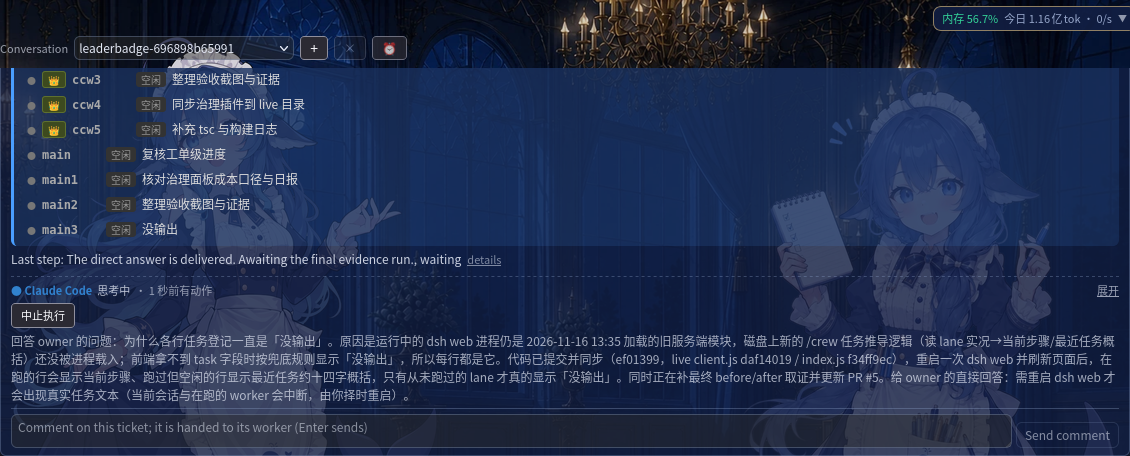 内存 56.7% 今日 1.16亿 tok · 0/s ▼
Conversation leaderbadge-696898b65991 + × ⏰
👑 ccw3 空闲 整理验收截图与证据
👑 ccw4 空闲 同步治理插件到 live 目录
👑 ccw5 空闲 补充 tsc 与构建日志
main 空闲 复核工单级进度
main1 空闲 核对治理面板成本口径与日报
main2 空闲 整理验收截图与证据
main3 空闲 没输出
Last step: The direct answer is delivered. Awaiting the final evidence run., waiting details
Claude Code 思考中 · 1 秒前有动作 展开
中止执行
回答 owner 的问题：为什么各行任务登记一直是「没输出」。原因是运行中的 dsh web 进程仍是 2026-11-16 13:35 加载的旧服务端模块，磁盘上新的 /crew 任务推导逻辑（读 lane 实况→当前步骤/最近任务概
括）还没被进程载入；前端拿不到 task 字段时按兜底规则显示「没输出」，所以每行都是它。代码已提交并同步（ef01399，live client.js daf14019 / index.js f34ff9ec），重启一次 dsh web 并刷新页面后，在
跑的行会显示当前步骤、跑过但空闲的行显示最近任务约十四字概括，只有从未跑过的 lane 才真的显示「没输出」。同时正在补最终 before/after 取证并更新 PR #5。给 owner 的直接回答：需重启 dsh web 才
会出现真实任务文本（当前会话与在跑的 worker 会中断，由你择时重启）。
Comment on this ticket; it is handed to its worker (Enter sends)
Send comment